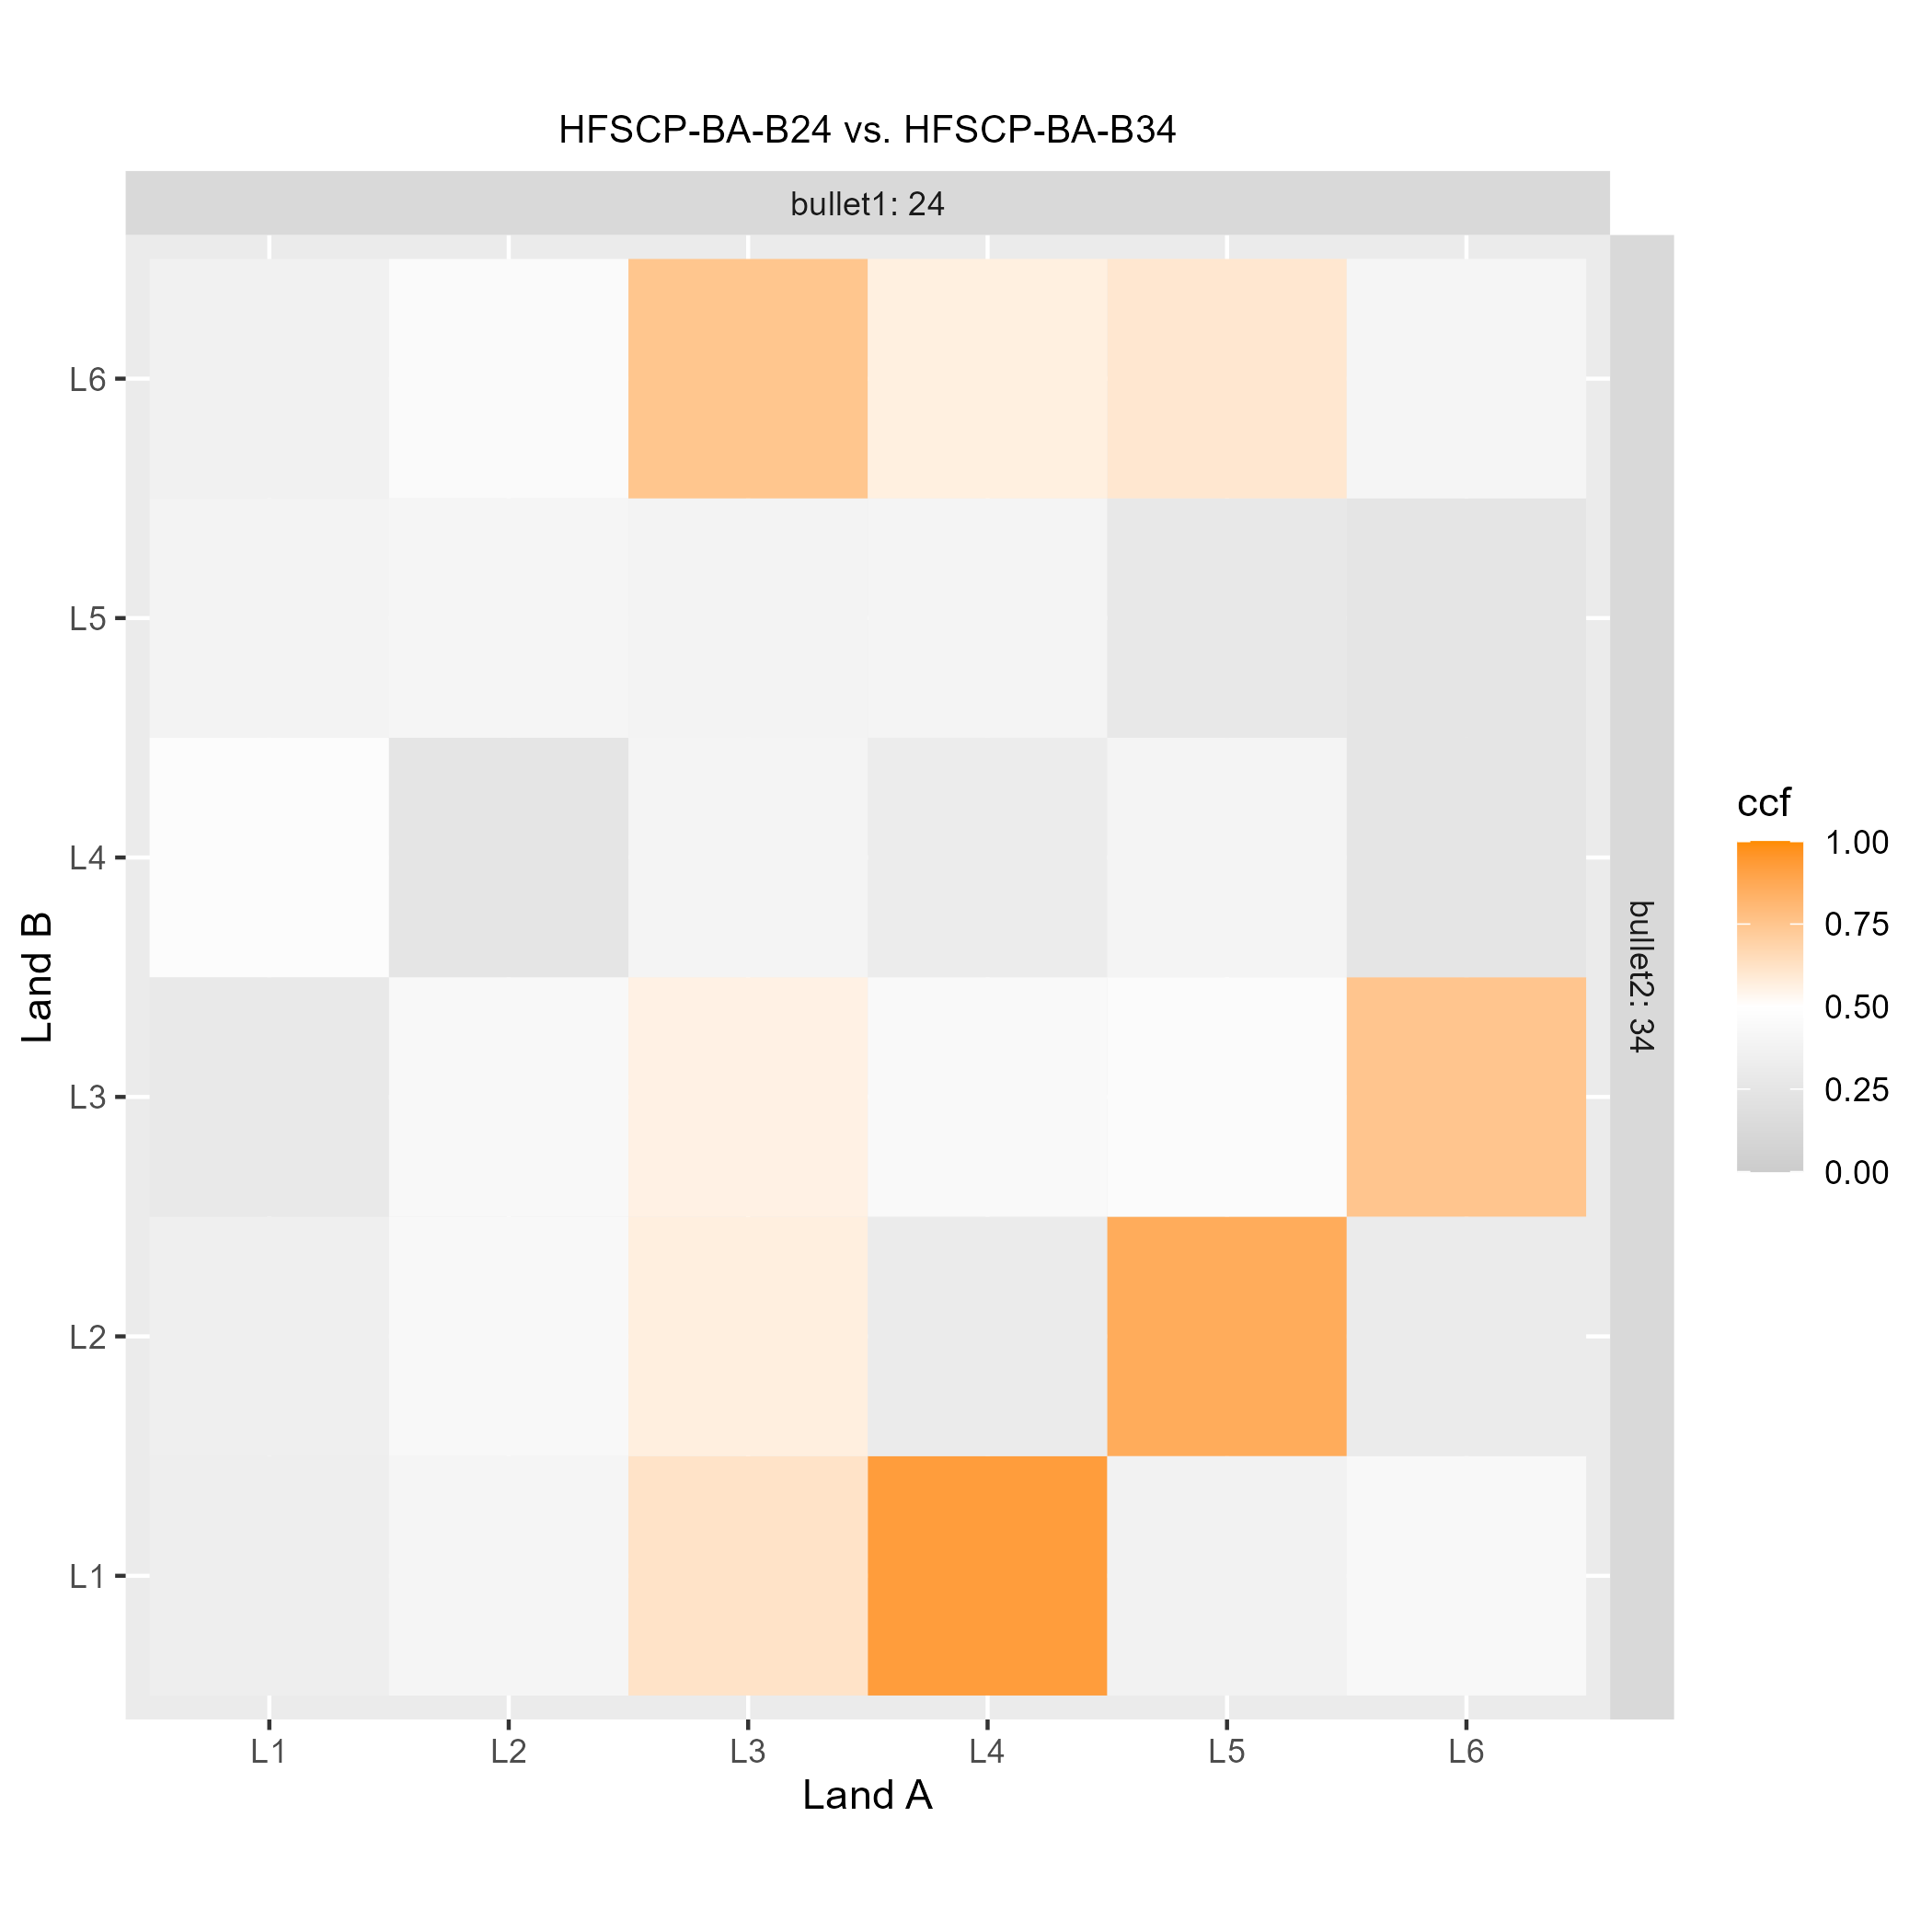 HFSCP-BA-B24 vs. HFSCP-BA-B34
bullet1: 24
L6
L5
L4
L3
L2
L1
Land B
bullet2: 34
L1 L2 L3 L4 L5 L6
Land A
ccf
1.00
0.75
0.50
0.25
0.00